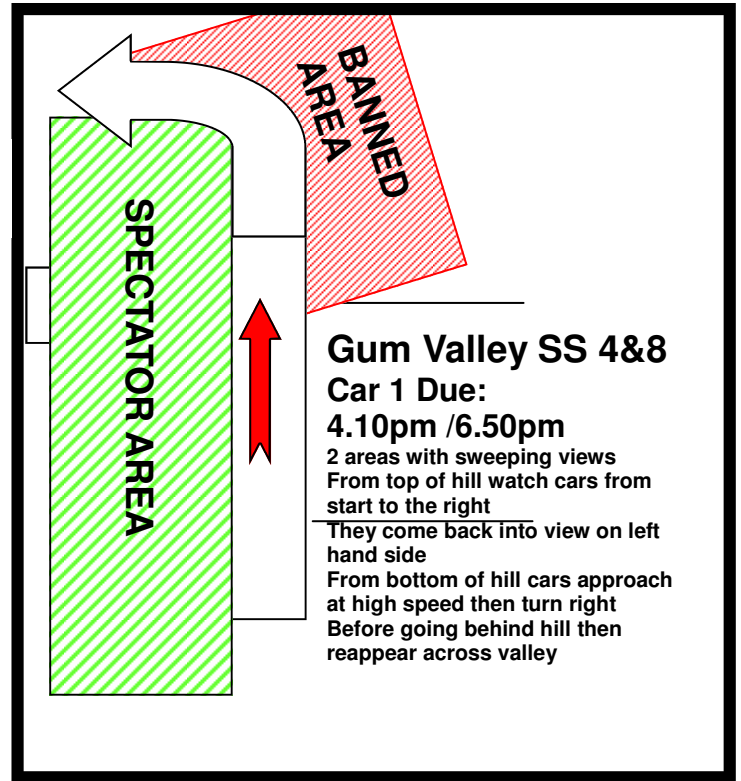 BANNED
AREA
SPECTATOR AREA
Gum Valley SS 4&8
Car 1 Due:
4.10pm /6.50pm
2 areas with sweeping views
From top of hill watch cars from
start to the right
They come back into view on left
hand side
From bottom of hill cars approach
at high speed then turn right
Before going behind hill then
reappear across valley